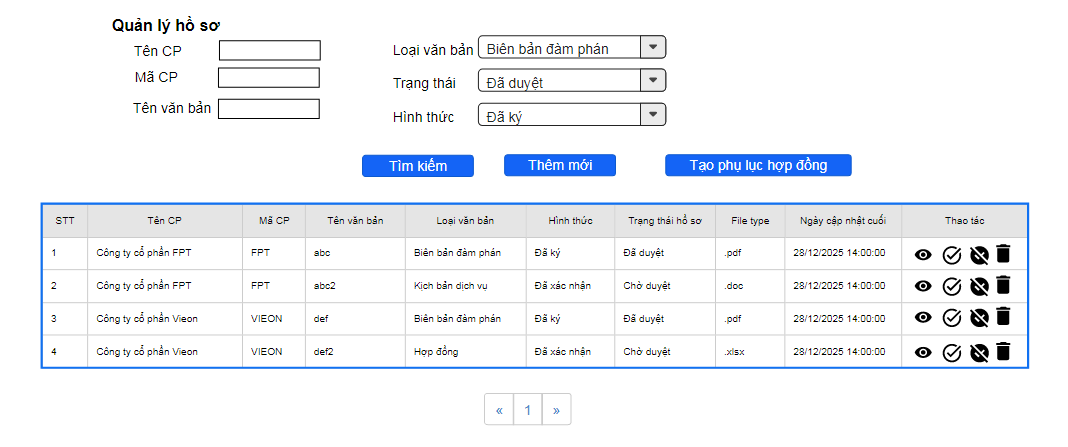 Quản lý hồ sơ
Tên CP
Loại văn bản Biên bản đàm phán
Mã CP
Trạng thái Đã duyệt
Tên văn bản
Hình thức Đã ký
Tìm kiếm Thêm mới Tạo phụ lục hợp đồng
STT Tên CP Mã CP Tên văn bản Loại văn bản Hình thức Trạng thái hồ sơ File type Ngày cập nhật cuối Thao tác
1 Công ty cổ phần FPT FPT abc Biên bản đàm phán Đã ký Đã duyệt .pdf 28/12/2025 14:00:00
2 Công ty cổ phần FPT FPT abc2 Kịch bản dịch vụ Đã xác nhận Chờ duyệt .doc 28/12/2025 14:00:00
3 Công ty cổ phần Vieon VIEON def Biên bản đàm phán Đã ký Đã duyệt .pdf 28/12/2025 14:00:00
4 Công ty cổ phần Vieon VIEON def2 Hợp đồng Đã xác nhận Chờ duyệt .xlsx 28/12/2025 14:00:00
« 1 »